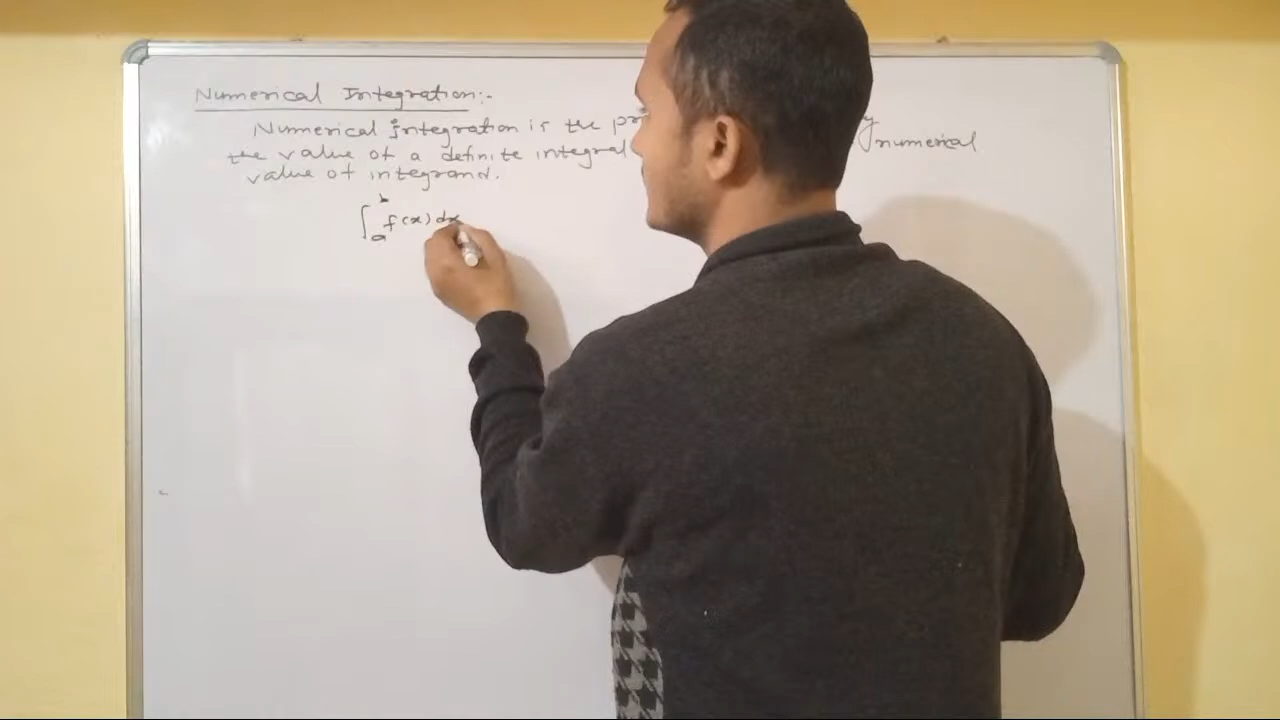 Numerical Integration:-
Numerical integration is the
the value of a definite integral numerical
value of integrand.
∫_a^b f(x) dx